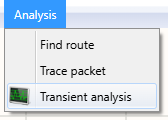 Analysis
Find route
Trace packet
Transient analysis